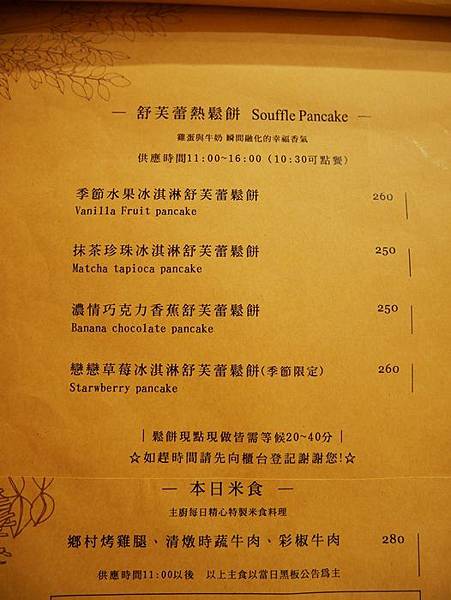 — 舒芙蕾熱鬆餅 Souffle Pancake —
雞蛋與牛奶 瞬間融化的幸福香氣
供應時間11:00~16:00 (10:30可點餐)
季節水果冰淇淋舒芙蕾鬆餅 260
Vanilla Fruit pancake
抹茶珍珠冰淇淋舒芙蕾鬆餅 250
Matcha tapioca pancake
濃情巧克力香蕉舒芙蕾鬆餅 250
Banana chocolate pancake
戀戀草莓冰淇淋舒芙蕾鬆餅(季節限定) 260
Starwberry pancake
| 鬆餅現點現做皆需等候20~40分 |
☆如趕時間請先向櫃台登記謝謝您!☆
— 本日米食 —
主廚每日精心特製米食料理
鄉村烤雞腿、清燉時蔬牛肉、彩椒牛肉 280
供應時間11:00以後 以上主食以當日黑板公告為主